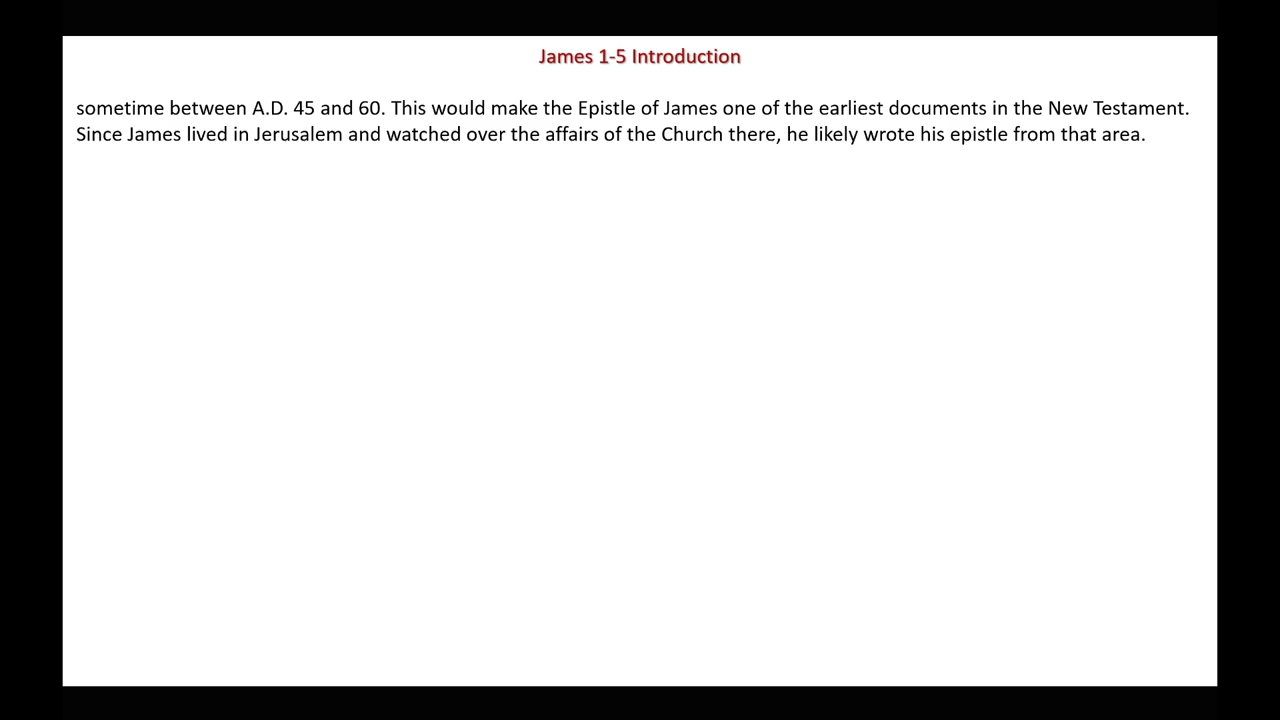 James 1-5 Introduction
sometime between A.D. 45 and 60. This would make the Epistle of James one of the earliest documents in the New Testament.
Since James lived in Jerusalem and watched over the affairs of the Church there, he likely wrote his epistle from that area.